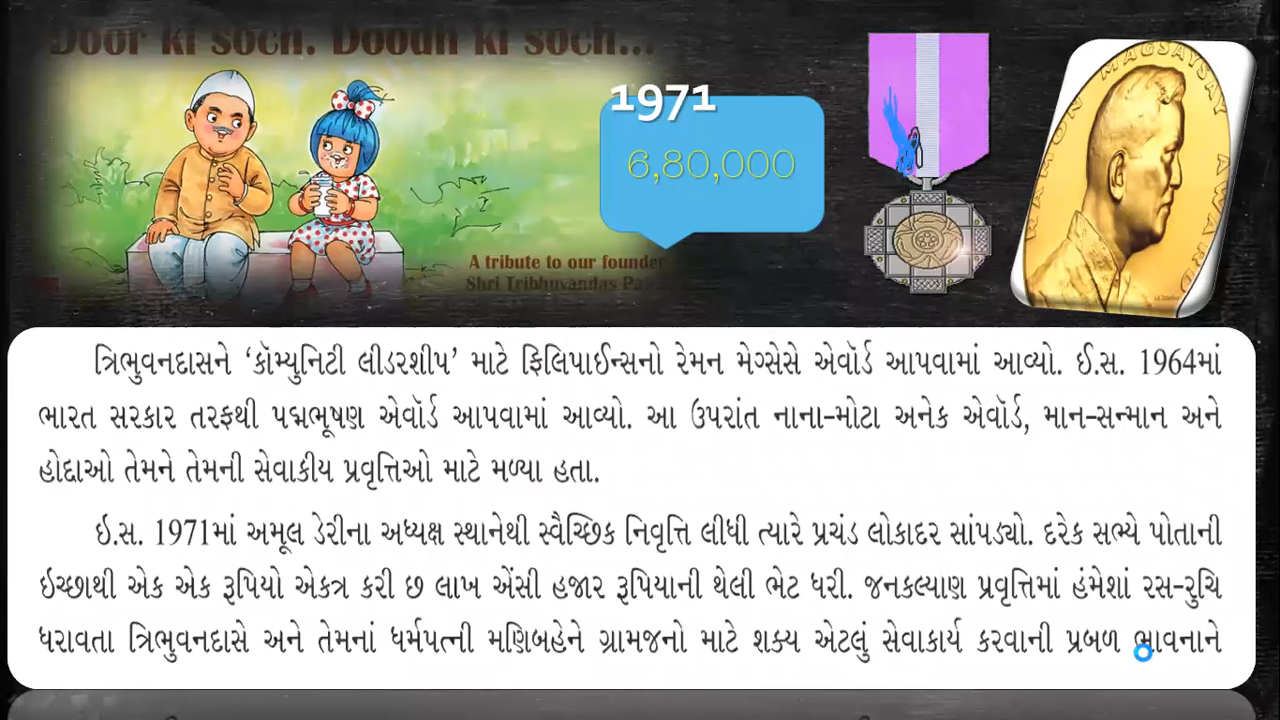 Door ki soch. Doodh ki soch...
1971
6,80,000
A tribute to our founder
Shri Tribhuvandas
RAMON MAGSAYSAY AWARD
ત્રિભુવનદાસને ‘કૉમ્યુનિટી લીડરશીપ’ માટે ફિલિપાઈન્સનો રેમન મેગ્સેસે એવૉર્ડ આપવામાં આવ્યો. ઈ.સ. 1964માં
ભારત સરકાર તરફથી પદ્મભૂષણ એવૉર્ડ આપવામાં આવ્યો. આ ઉપરાંત નાના-મોટા અનેક એવૉર્ડ, માન-સન્માન અને
હોદ્દાઓ તેમને તેમની સેવાકીય પ્રવૃત્તિઓ માટે મળ્યા હતા.
ઇ.સ. 1971માં અમૂલ ડેરીના અધ્યક્ષ સ્થાનેથી સ્વૈચ્છિક નિવૃત્તિ લીધી ત્યારે પ્રચંડ લોકાદર સાંપડ્યો. દરેક સભ્યે પોતાની
ઇચ્છાથી એક એક રૂપિયો એકત્ર કરી છ લાખ એંસી હજાર રૂપિયાની થેલી ભેટ ધરી. જનકલ્યાણ પ્રવૃત્તિમાં હંમેશાં રસ-રુચિ
ધરાવતા ત્રિભુવનદાસે અને તેમનાં ધર્મપત્ની મણિબહેને ગ્રામજનો માટે શક્ય એટલું સેવાકાર્ય કરવાની પ્રબળ ભાવનાને